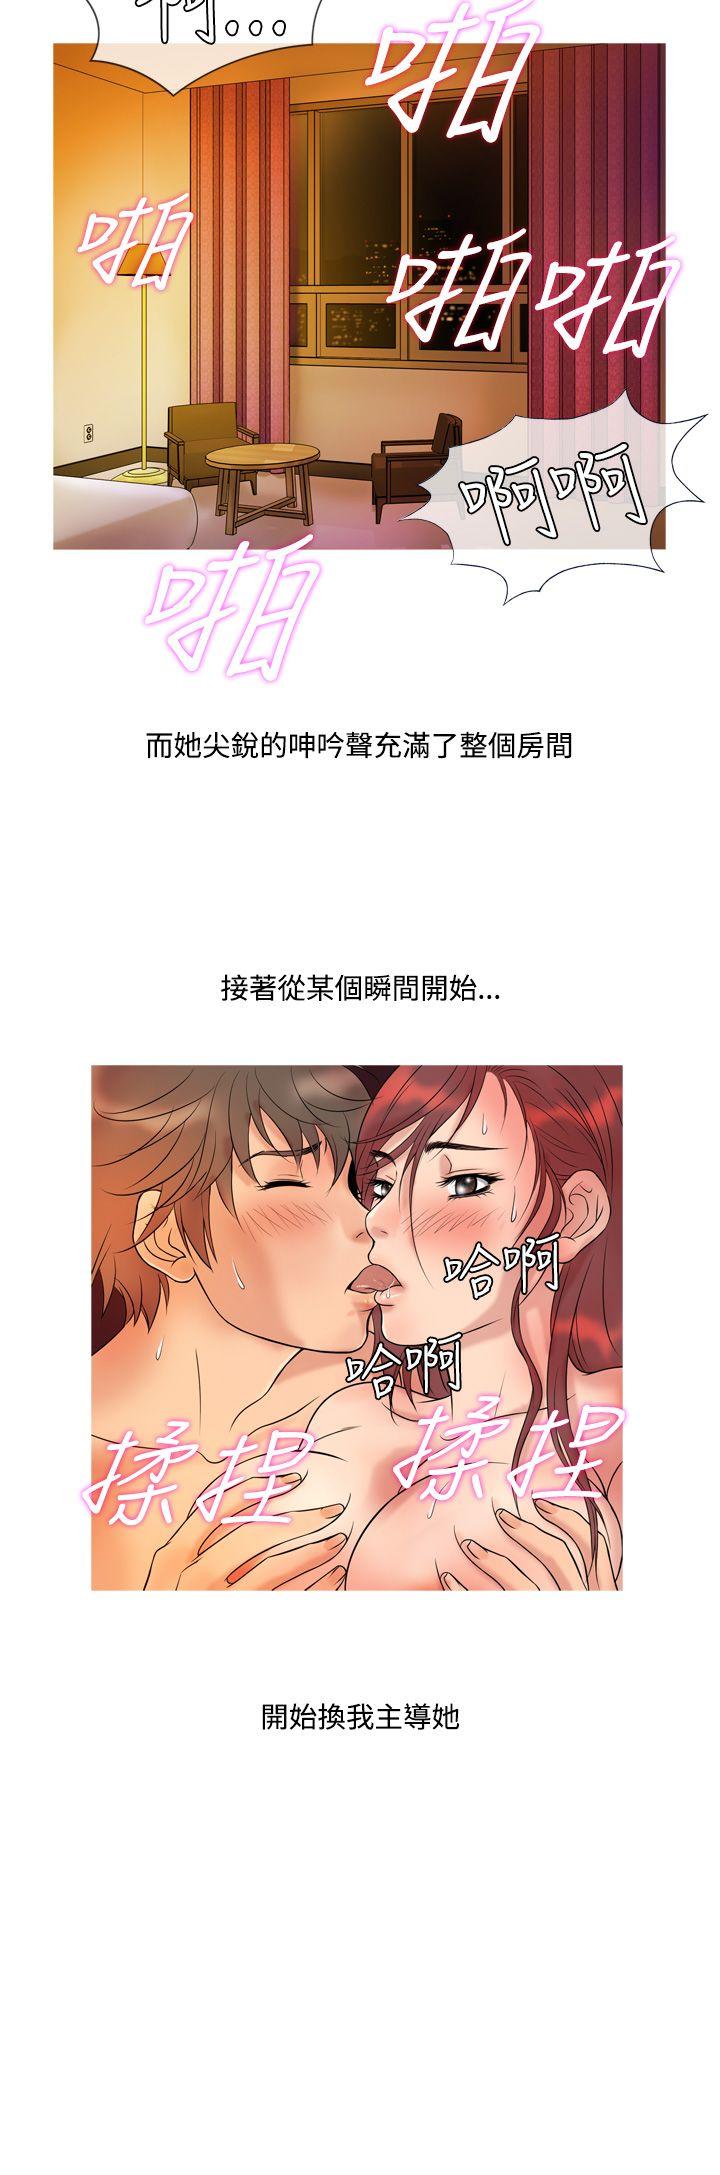 啊...
啪
啪
啪啪
啊啊
啪
而她尖銳的呻吟聲充滿了整個房間
接著從某個瞬間開始...
哈啊
哈啊
揉捏
揉捏
開始換我主導她